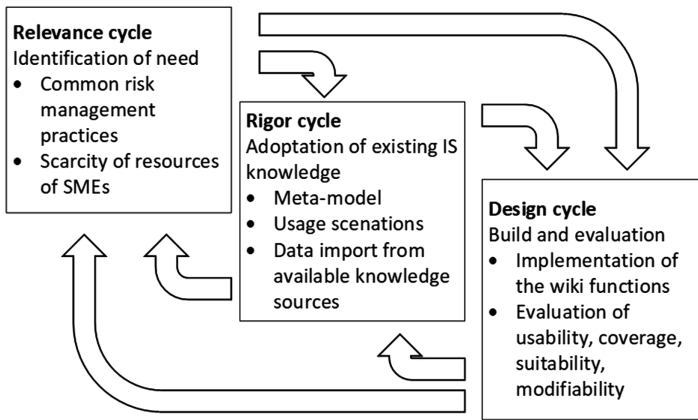 Relevance cycle
Identification of need
• Common risk
management
practices
• Scarcity of resources
of SMEs
Rigor cycle
Adoptation of existing IS
knowledge
• Meta-model
• Usage scenations
• Data import from
available knowledge
sources
Design cycle
Build and evaluation
• Implementation of
the wiki functions
• Evaluation of
usability, coverage,
suitability,
modifiability